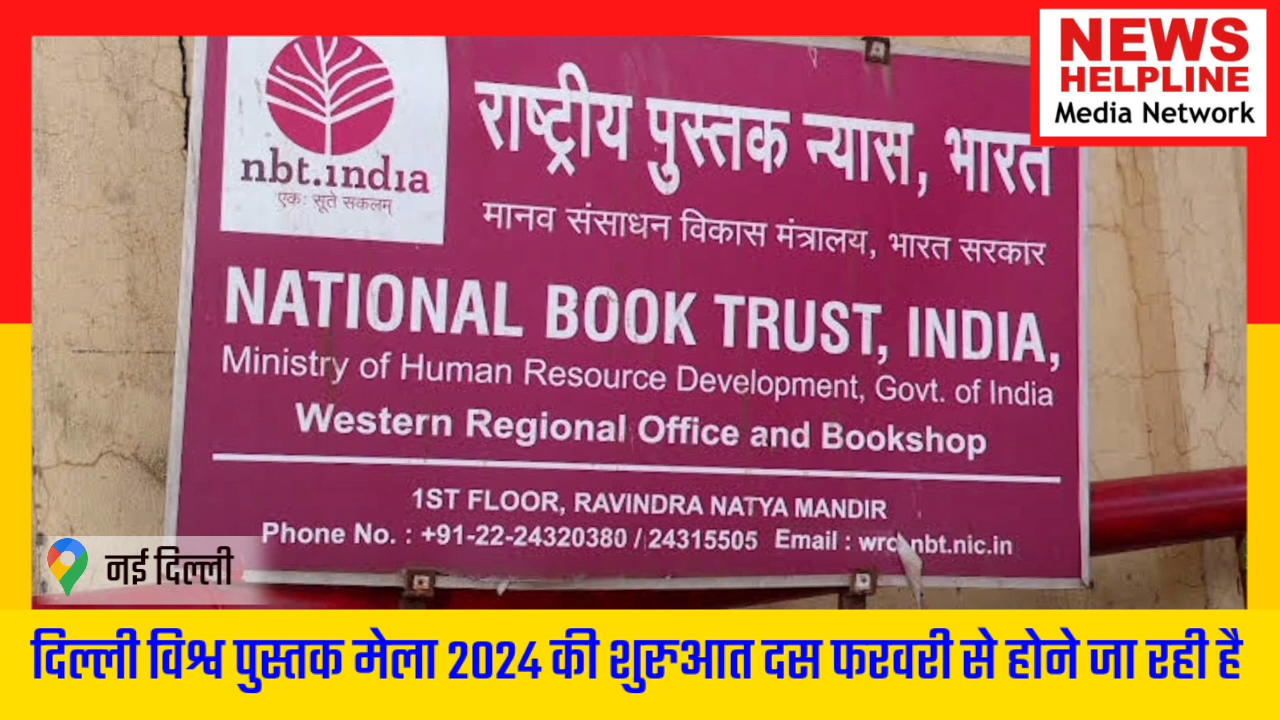 NEWS
HELPLINE
Media Network
nbt.india
एकः सूते सकलम्
राष्ट्रीय पुस्तक न्यास, भारत
मानव संसाधन विकास मंत्रालय, भारत सरकार
NATIONAL BOOK TRUST, INDIA,
Ministry of Human Resource Development, Govt. of India
Western Regional Office and Bookshop
1ST FLOOR, RAVINDRA NATYA MANDIR
Phone No. : +91-22-24320380 / 24315505 Email : nbt.nic.in
नई दिल्ली
दिल्ली विश्व पुस्तक मेला 2024 की शुरुआत दस फरवरी से होने जा रही है